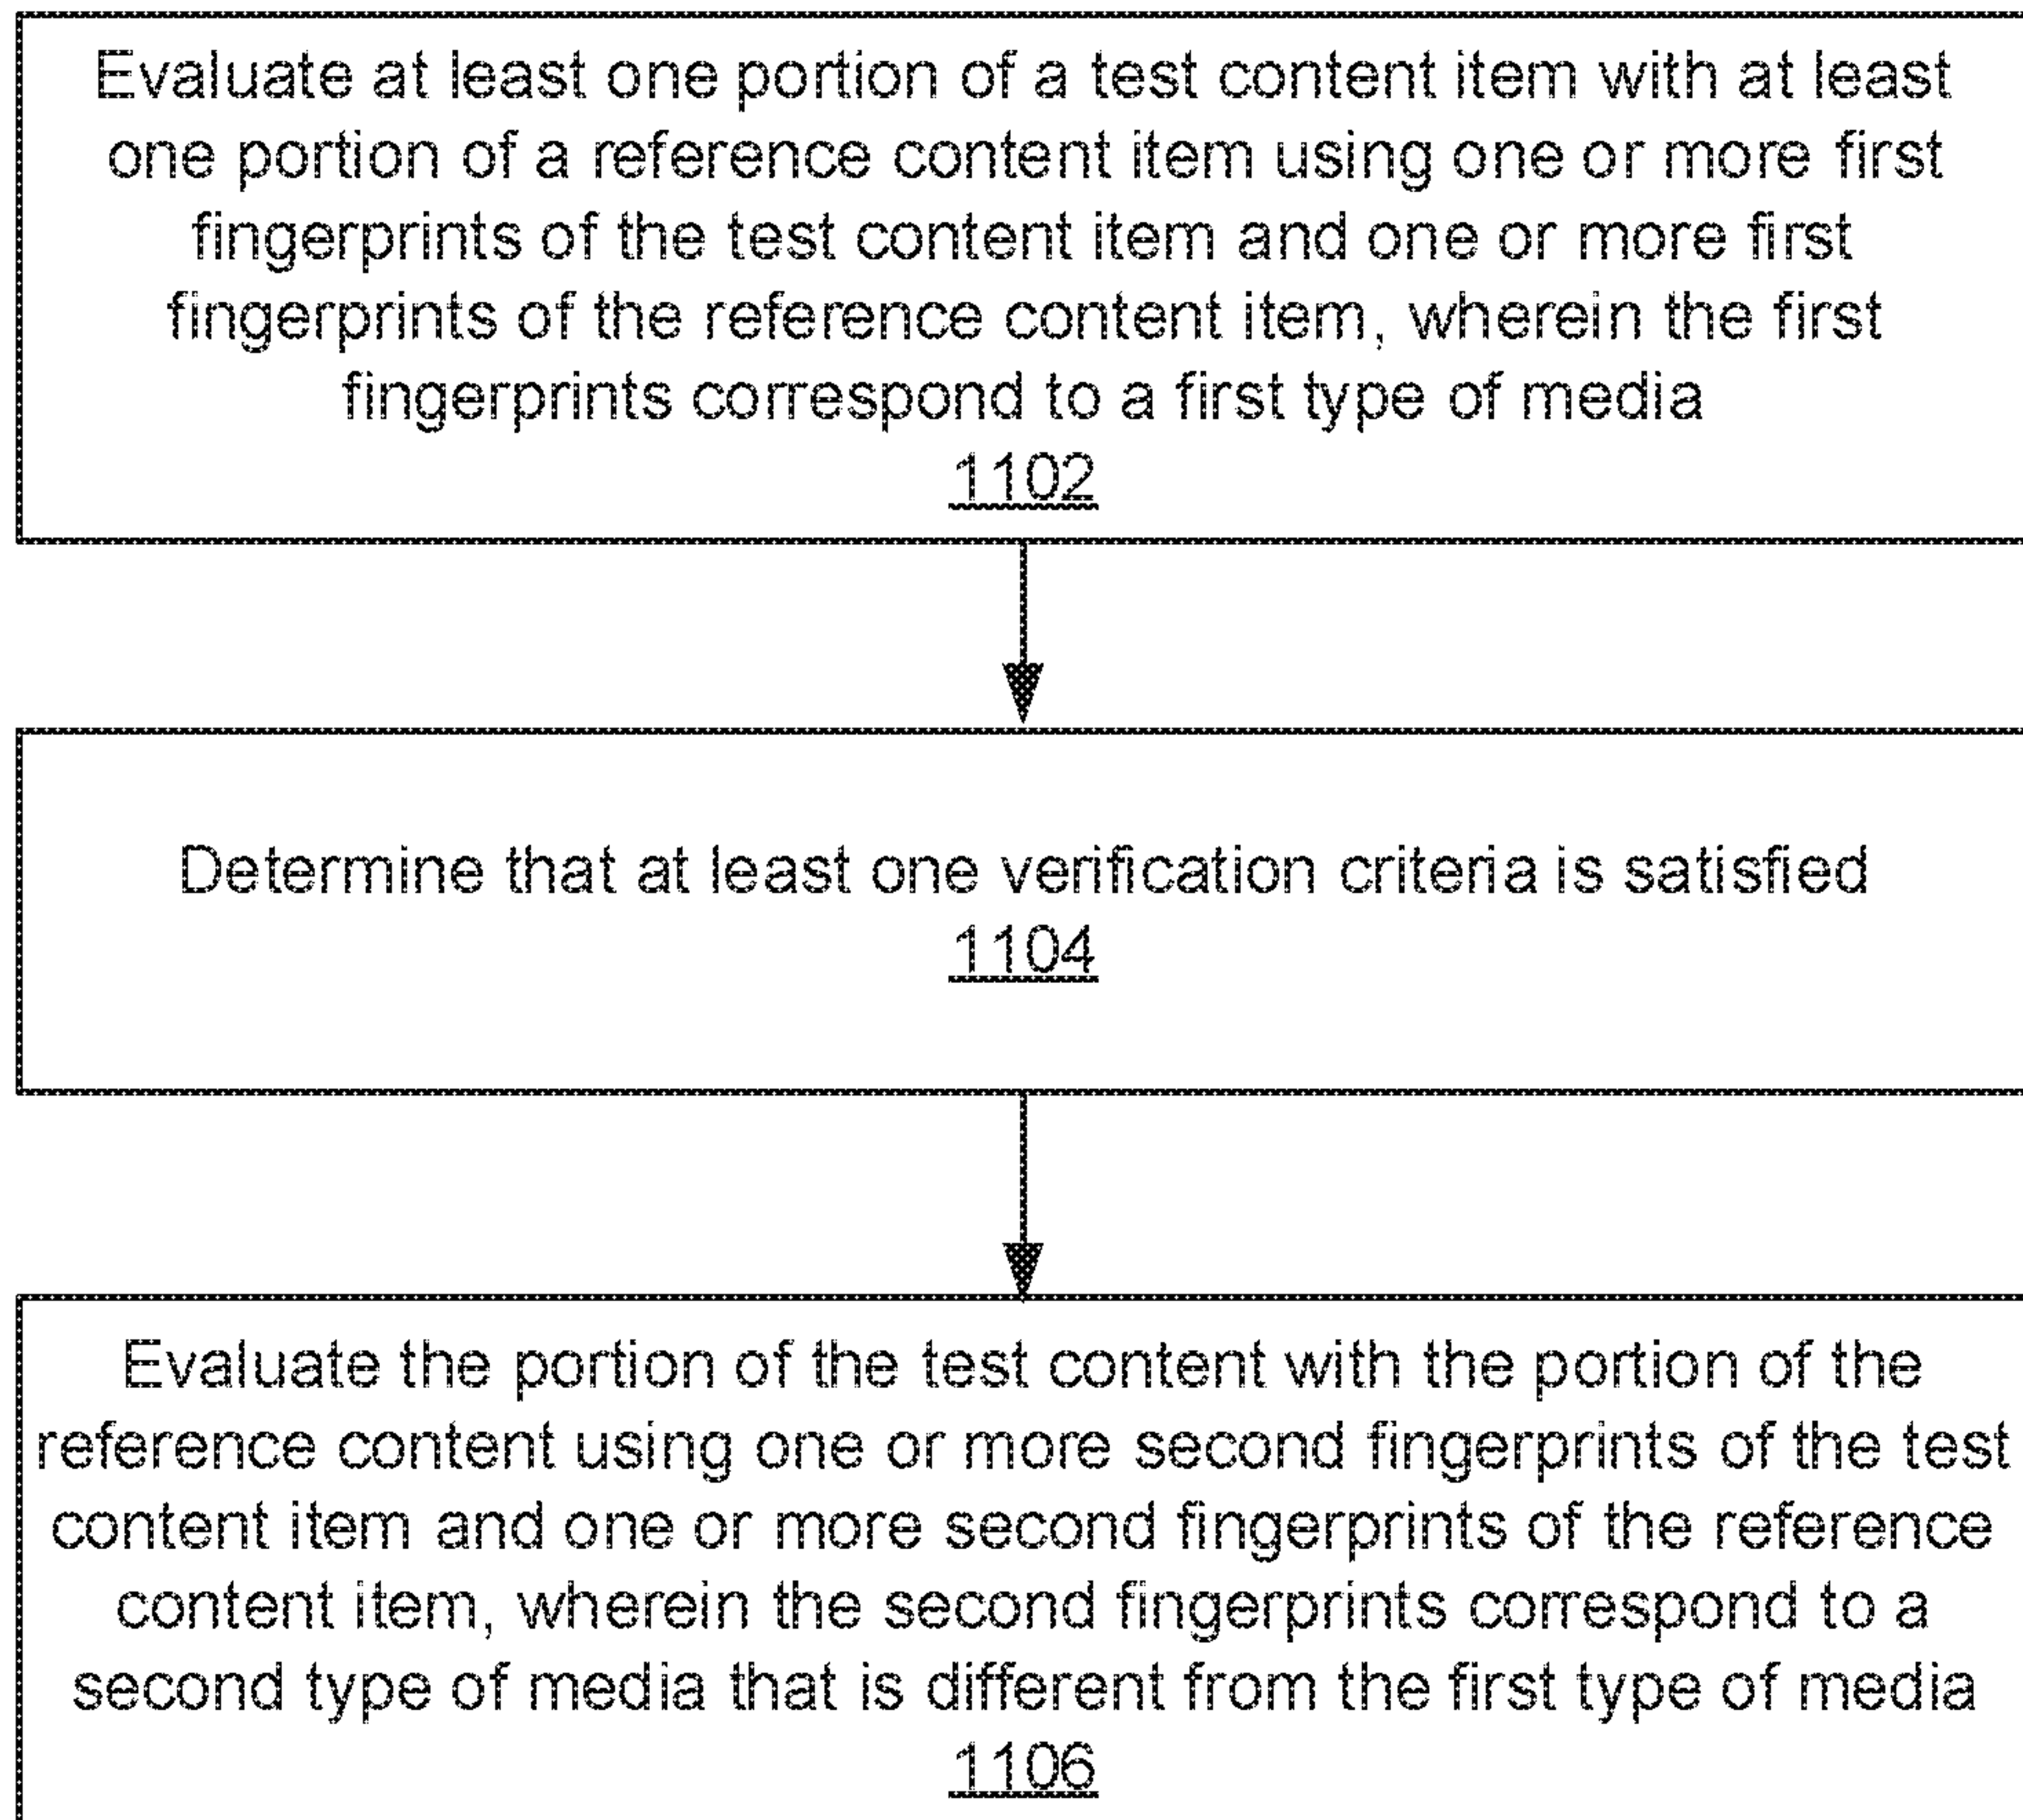 Evaluate at least one portion of a test content item with at least
one portion of a reference content item using one or more first
fingerprints of the test content item and one or more first
fingerprints of the reference content item, wherein the first
fingerprints correspond to a first type of media
1102
Determine that at least one verification criteria is satisfied
1104
Evaluate the portion of the test content with the portion of the
reference content using one or more second fingerprints of the test
content item and one or more second fingerprints of the reference
content item, wherein the second fingerprints correspond to a
second type of media that is different from the first type of media
1106